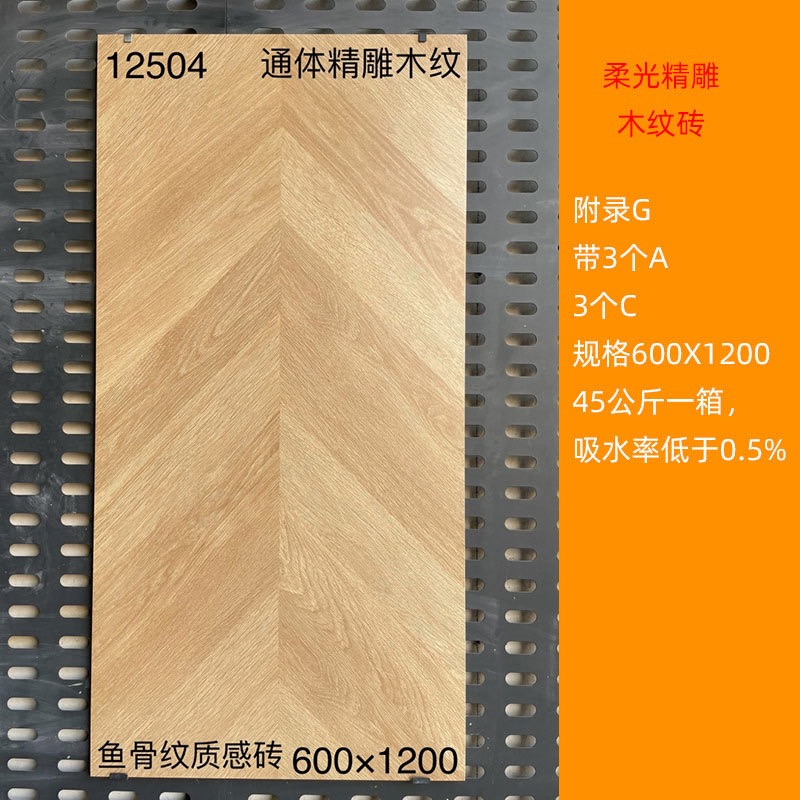 12504 通体精雕木纹
鱼骨纹质感砖 600×1200
柔光精雕
木纹砖
附录G
带3个A
3个C
规格600X1200
45公斤一箱，
吸水率低于0.5%